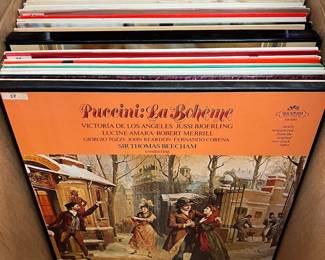 Puccini: La Bohème
VICTORIA DE LOS ANGELES · JUSSI BJOERLING
LUCINE AMARA · ROBERT MERRILL
GIORGIO TOZZI · JOHN REARDON · FERNANDO CORENA
SIR THOMAS BEECHAM
conducting